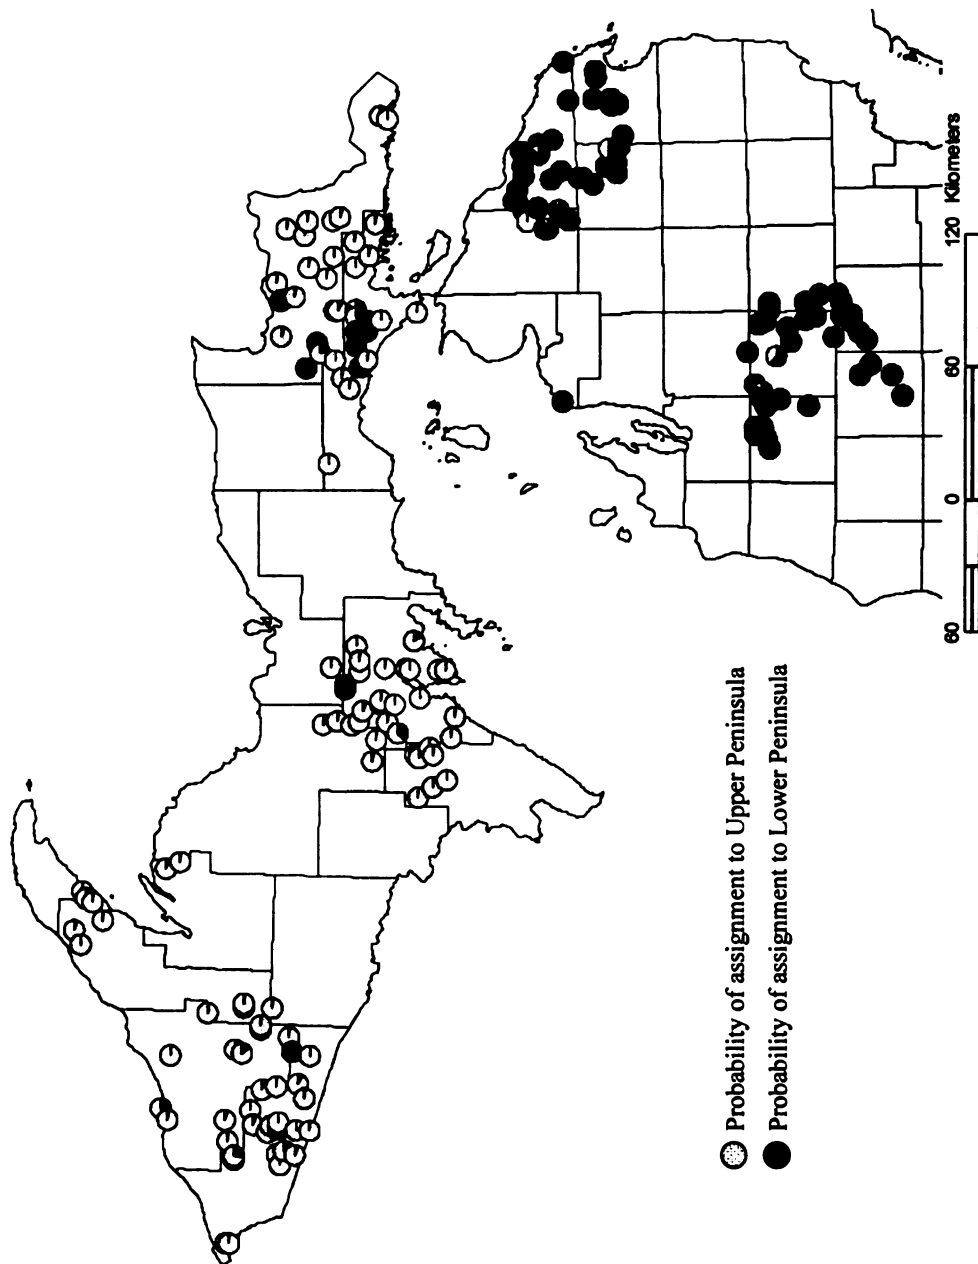 Probability of assignment to Upper Peninsula
Probability of assignment to Lower Peninsula
60 0 60 120 Kilometers